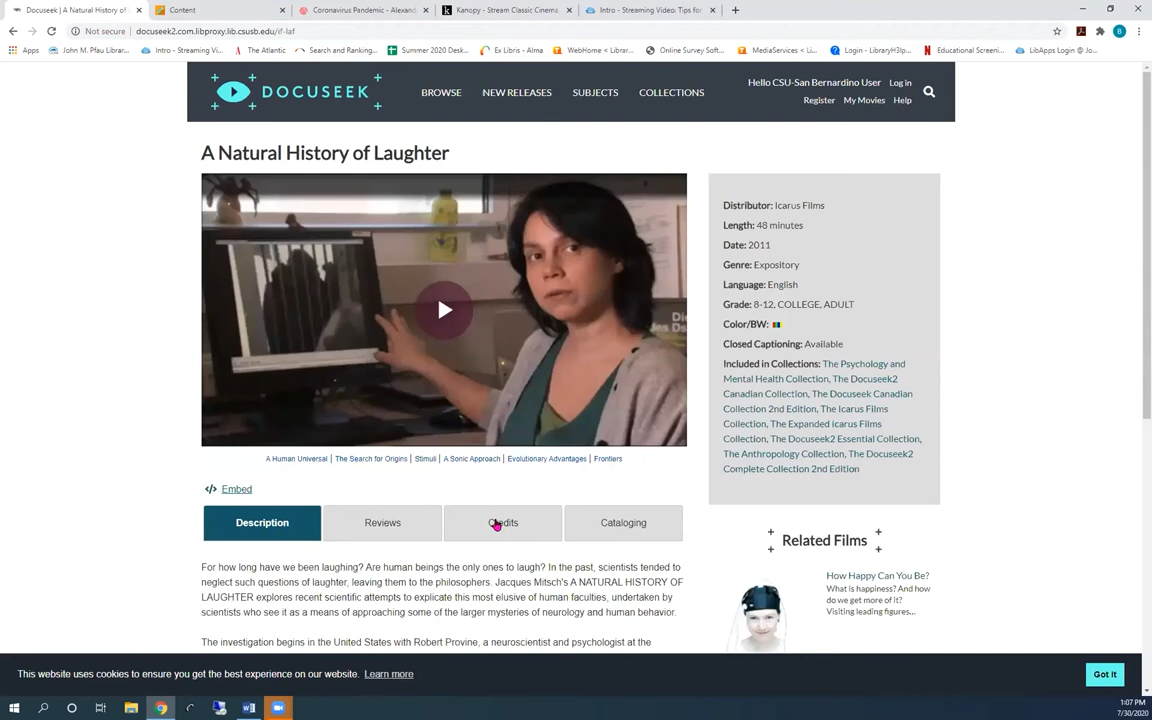 Docuseek | A Natural History of
Content
Coronavirus Pandemic - Alexand
Kanopy - Stream Classic Cinema,
Intro - Streaming Video: Tips for
Not secure | docuseek2.com.libproxy.lib.csusb.edu/if-laf
Apps
John M. Pfau Librar...
Intro - Streaming Vi...
The Atlantic
Search and Ranking...
Summer 2020 Desk...
Ex Libris - Alma
WebHome < Librar...
Online Survey Soft...
MediaServices < Li...
Login - LibraryH3lp...
Educational Screeni...
LibApps Login @ Jo...
DOCUSEEK
BROWSE
NEW RELEASES
SUBJECTS
COLLECTIONS
Hello CSU-San Bernardino User Log in
Register My Movies Help
A Natural History of Laughter
Distributor: Icarus Films
Length: 48 minutes
Date: 2011
Genre: Expository
Language: English
Grade: 8-12, COLLEGE, ADULT
Color/BW:
Closed Captioning: Available
Included in Collections: The Psychology and
Mental Health Collection, The Docuseek2
Canadian Collection, The Docuseek Canadian
Collection 2nd Edition, The Icarus Films
Collection, The Expanded Icarus Films
Collection, The Docuseek2 Essential Collection,
The Anthropology Collection, The Docuseek2
Complete Collection 2nd Edition
A Human Universal | The Search for Origins | Stimuli | A Sonic Approach | Evolutionary Advantages | Frontiers
Embed
Description
Reviews
Credits
Cataloging
For how long have we been laughing? Are human beings the only ones to laugh? In the past, scientists tended to
neglect such questions of laughter, leaving them to the philosophers. Jacques Mitsch's A NATURAL HISTORY OF
LAUGHTER explores recent scientific attempts to explicate this most elusive of human faculties, undertaken by
scientists who see it as a means of approaching some of the larger mysteries of neurology and human behavior.
The investigation begins in the United States with Robert Provine, a neuroscientist and psychologist at the
Related Films
How Happy Can You Be?
What is happiness? And how
do we get more of it?
Visiting leading figures...
This website uses cookies to ensure you get the best experience on our website. Learn more
Got It
1:07 PM
7/30/2020